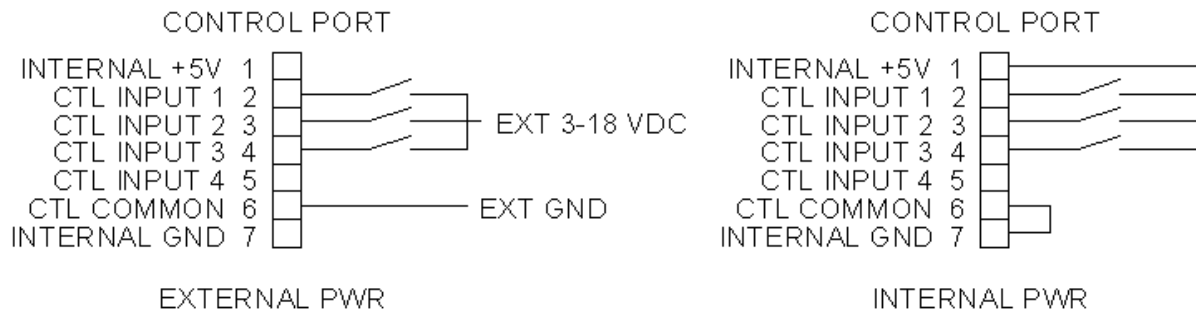 CONTROL PORT
INTERNAL +5V 1
CTL INPUT 1 2
CTL INPUT 2 3
CTL INPUT 3 4
CTL INPUT 4 5
CTL COMMON 6
INTERNAL GND 7
EXT 3-18 VDC
EXT GND
EXTERNAL PWR
CONTROL PORT
INTERNAL +5V 1
CTL INPUT 1 2
CTL INPUT 2 3
CTL INPUT 3 4
CTL INPUT 4 5
CTL COMMON 6
INTERNAL GND 7
INTERNAL PWR